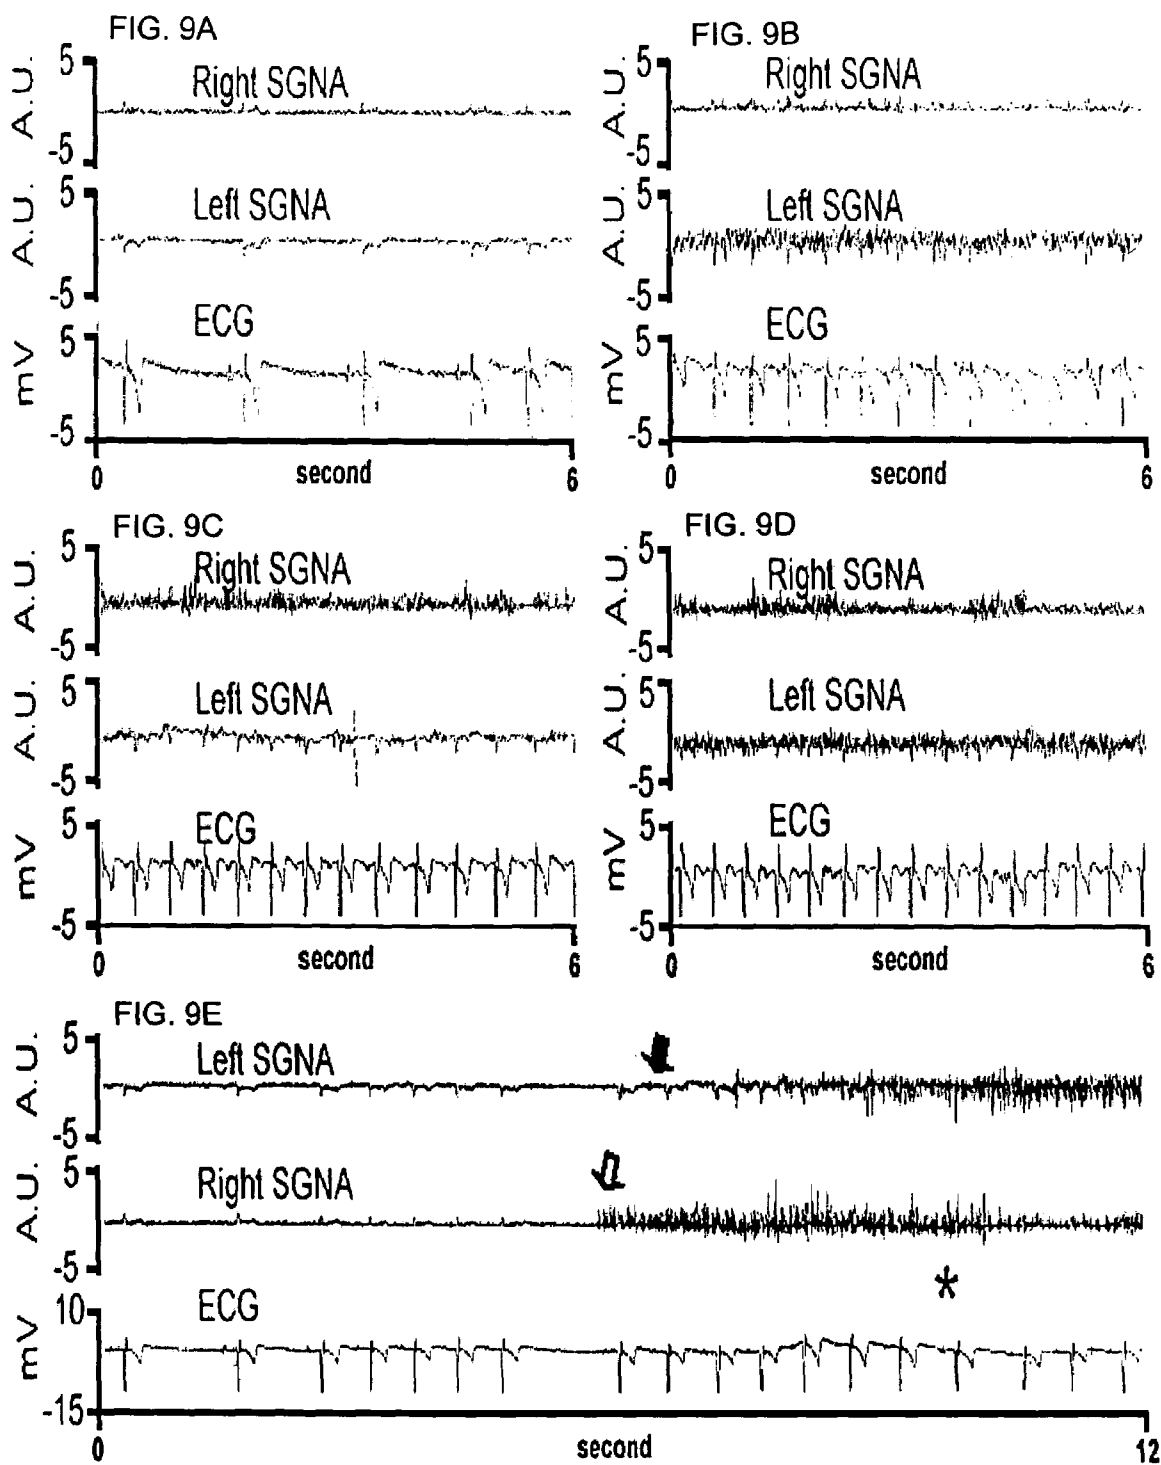 FIG. 9A
5
Right SGNA
A.U.
-5
5
Left SGNA
A.U.
-5
ECG
5
mV
-5
0 second 6
FIG. 9B
5
Right SGNA
A.U.
-5
5
Left SGNA
A.U.
-5
ECG
5
mV
-5
0 second 6
FIG. 9C
5
Right SGNA
A.U.
-5
5
Left SGNA
A.U.
-5
5
ECG
mV
-5
0 second 6
FIG. 9D
5
Right SGNA
A.U.
-5
5
Left SGNA
A.U.
-5
5
ECG
mV
-5
0 second 6
FIG. 9E
5
Left SGNA
A.U.
-5
5
Right SGNA
A.U.
-5
*
ECG
10
mV
-15
0 second 12